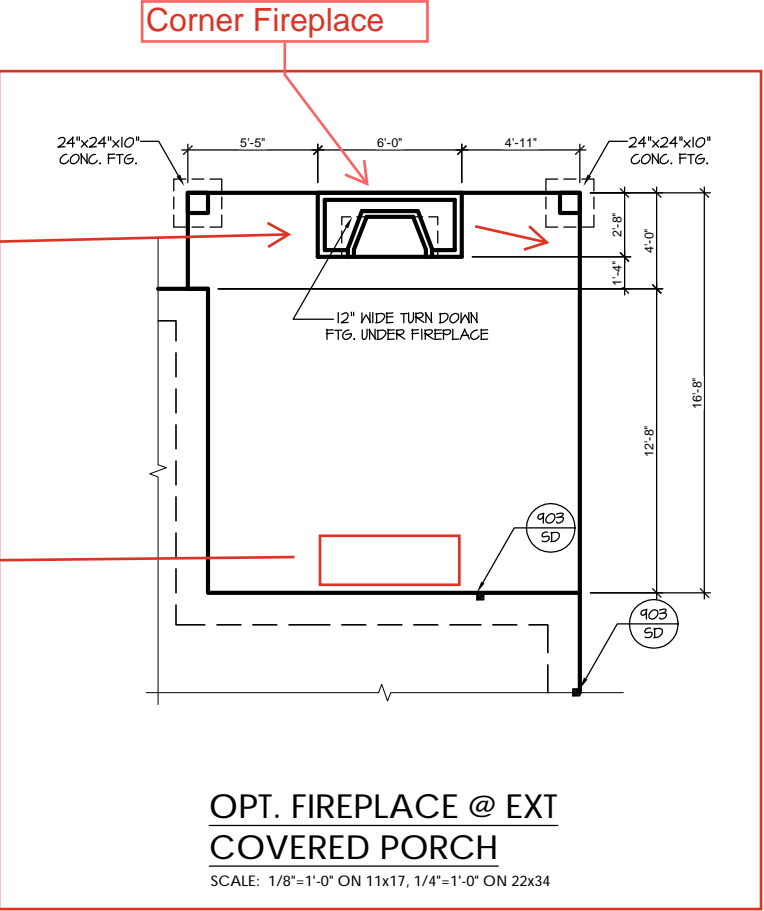 Corner Fireplace
24"x24"x10"
CONC. FTG.
5'-5"
6'-0"
4'-11"
24"x24"x10"
CONC. FTG.
2'-8"
4'-0"
1'-4"
12" WIDE TURN DOWN
FTG. UNDER FIREPLACE
16'-8"
12'-8"
903
SD
903
SD
OPT. FIREPLACE @ EXT
COVERED PORCH
SCALE: 1/8"=1'-0" ON 11x17, 1/4"=1'-0" ON 22x34